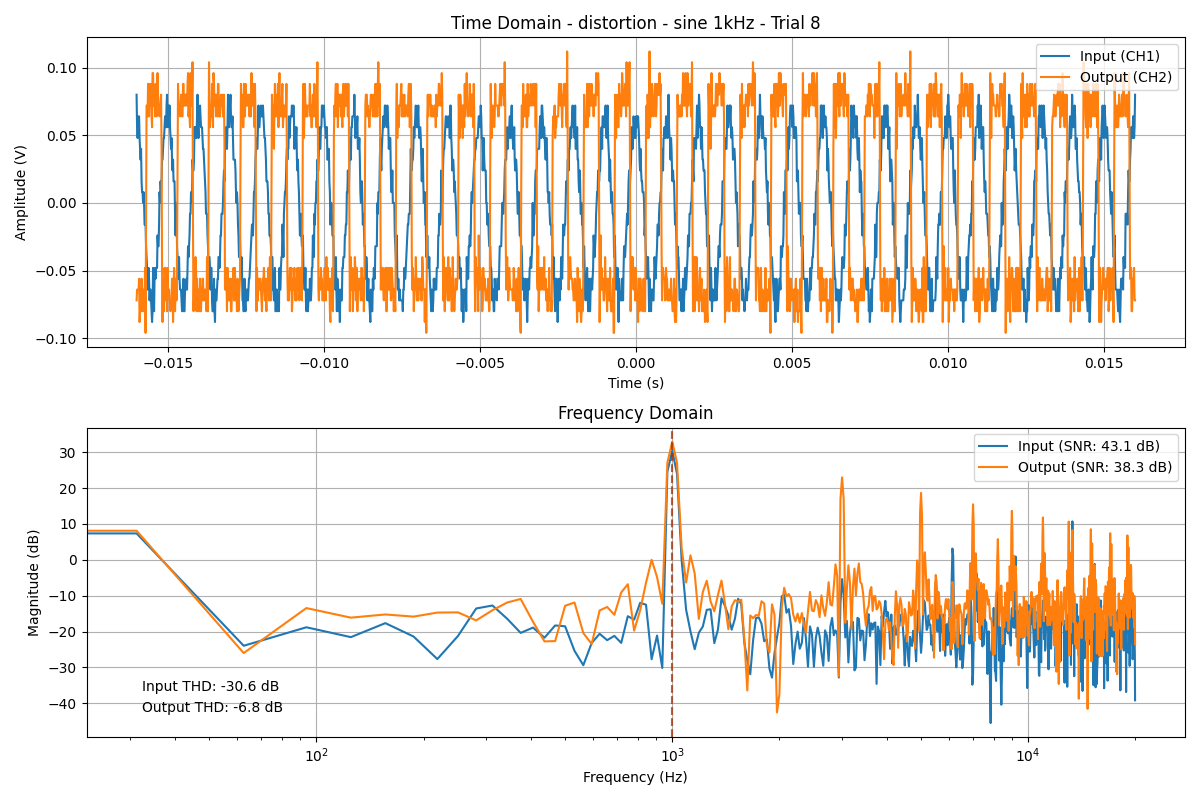 Time Domain - distortion - sine 1kHz - Trial 8
Input (CH1)
Output (CH2)
Amplitude (V)
0.10
0.05
0.00
−0.05
−0.10
−0.015
−0.010
−0.005
0.000
0.005
0.010
0.015
Time (s)
Frequency Domain
Input (SNR: 43.1 dB)
Output (SNR: 38.3 dB)
Magnitude (dB)
30
20
10
0
−10
−20
−30
−40
Input THD: -30.6 dB
Output THD: -6.8 dB
10²
10³
10⁴
Frequency (Hz)